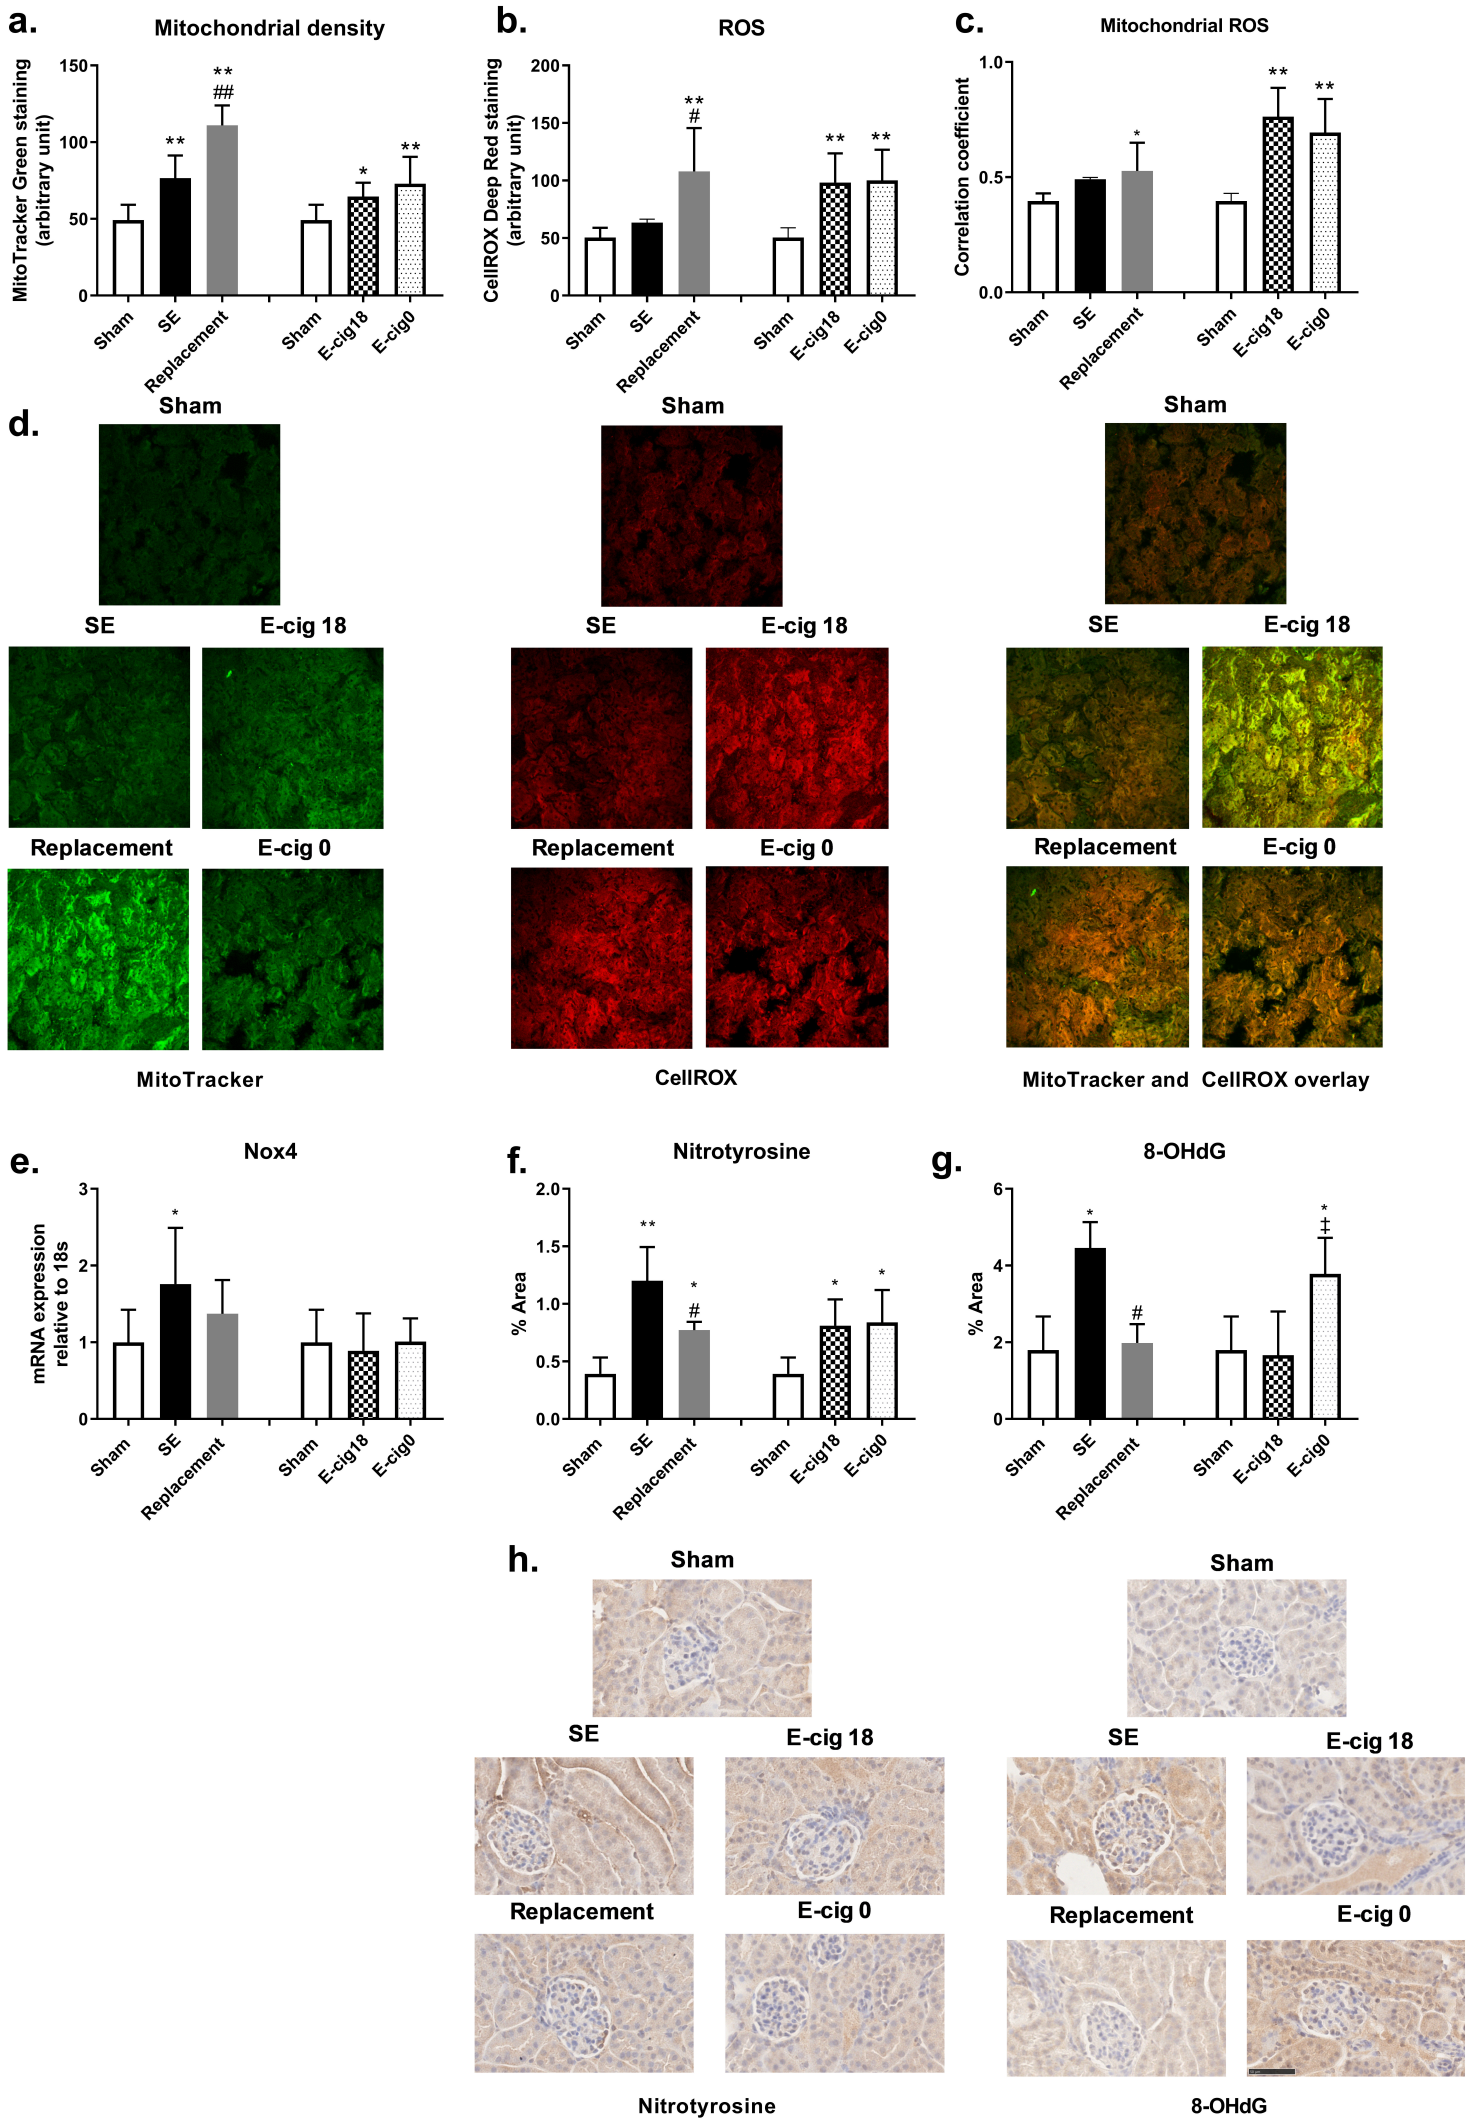 a.
Mitochondrial density
MitoTracker Green staining
(arbitrary unit)
150
100
50
0
**
**
##
*
**
Sham
SE
Replacement
Sham
E-cig18
E-cig0
b.
ROS
CellROX Deep Red staining
(arbitrary unit)
200
150
100
50
0
**
#
**
**
Sham
SE
Replacement
Sham
E-cig18
E-cig0
c.
Mitochondrial ROS
Correlation coefficient
1.0
0.5
0.0
*
**
**
Sham
SE
Replacement
Sham
E-cig18
E-cig0
d.
Sham
Sham
Sham
SE
E-cig 18
SE
E-cig 18
SE
E-cig 18
Replacement
E-cig 0
Replacement
E-cig 0
Replacement
E-cig 0
MitoTracker
CellROX
MitoTracker and CellROX overlay
e.
Nox4
mRNA expression
relative to 18s
3
2
1
0
*
Sham
SE
Replacement
Sham
E-cig18
E-cig0
f.
Nitrotyrosine
% Area
2.0
1.5
1.0
0.5
0.0
**
*
#
*
*
Sham
SE
Replacement
Sham
E-cig18
E-cig0
g.
8-OHdG
% Area
6
4
2
0
*
#
*
‡
Sham
SE
Replacement
Sham
E-cig18
E-cig0
h.
Sham
Sham
SE
E-cig 18
SE
E-cig 18
Replacement
E-cig 0
Replacement
E-cig 0
Nitrotyrosine
8-OHdG